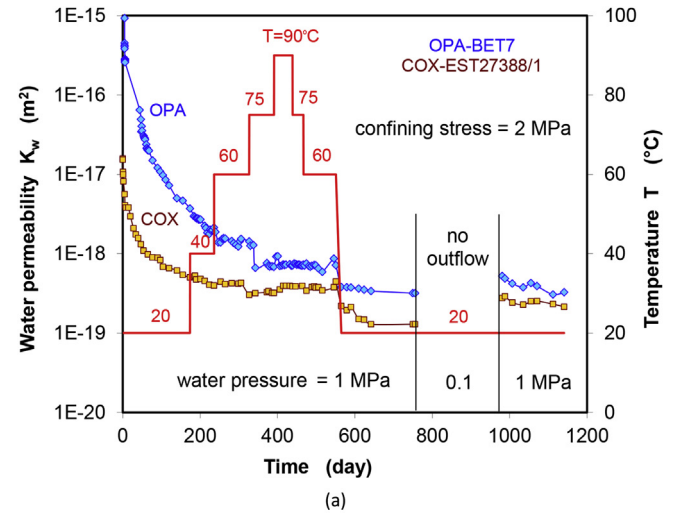 1E-15
1E-16
1E-17
1E-18
1E-19
1E-20
Water permeability Kw (m²)
100
80
60
40
20
0
Temperature T (°C)
0
200
400
600
800
1000
1200
Time (day)
T=90°C
OPA-BET7
COX-EST27388/1
75
75
OPA
confining stress = 2 MPa
60
60
COX
40
no
outflow
20
20
water pressure = 1 MPa
0.1
1 MPa
(a)